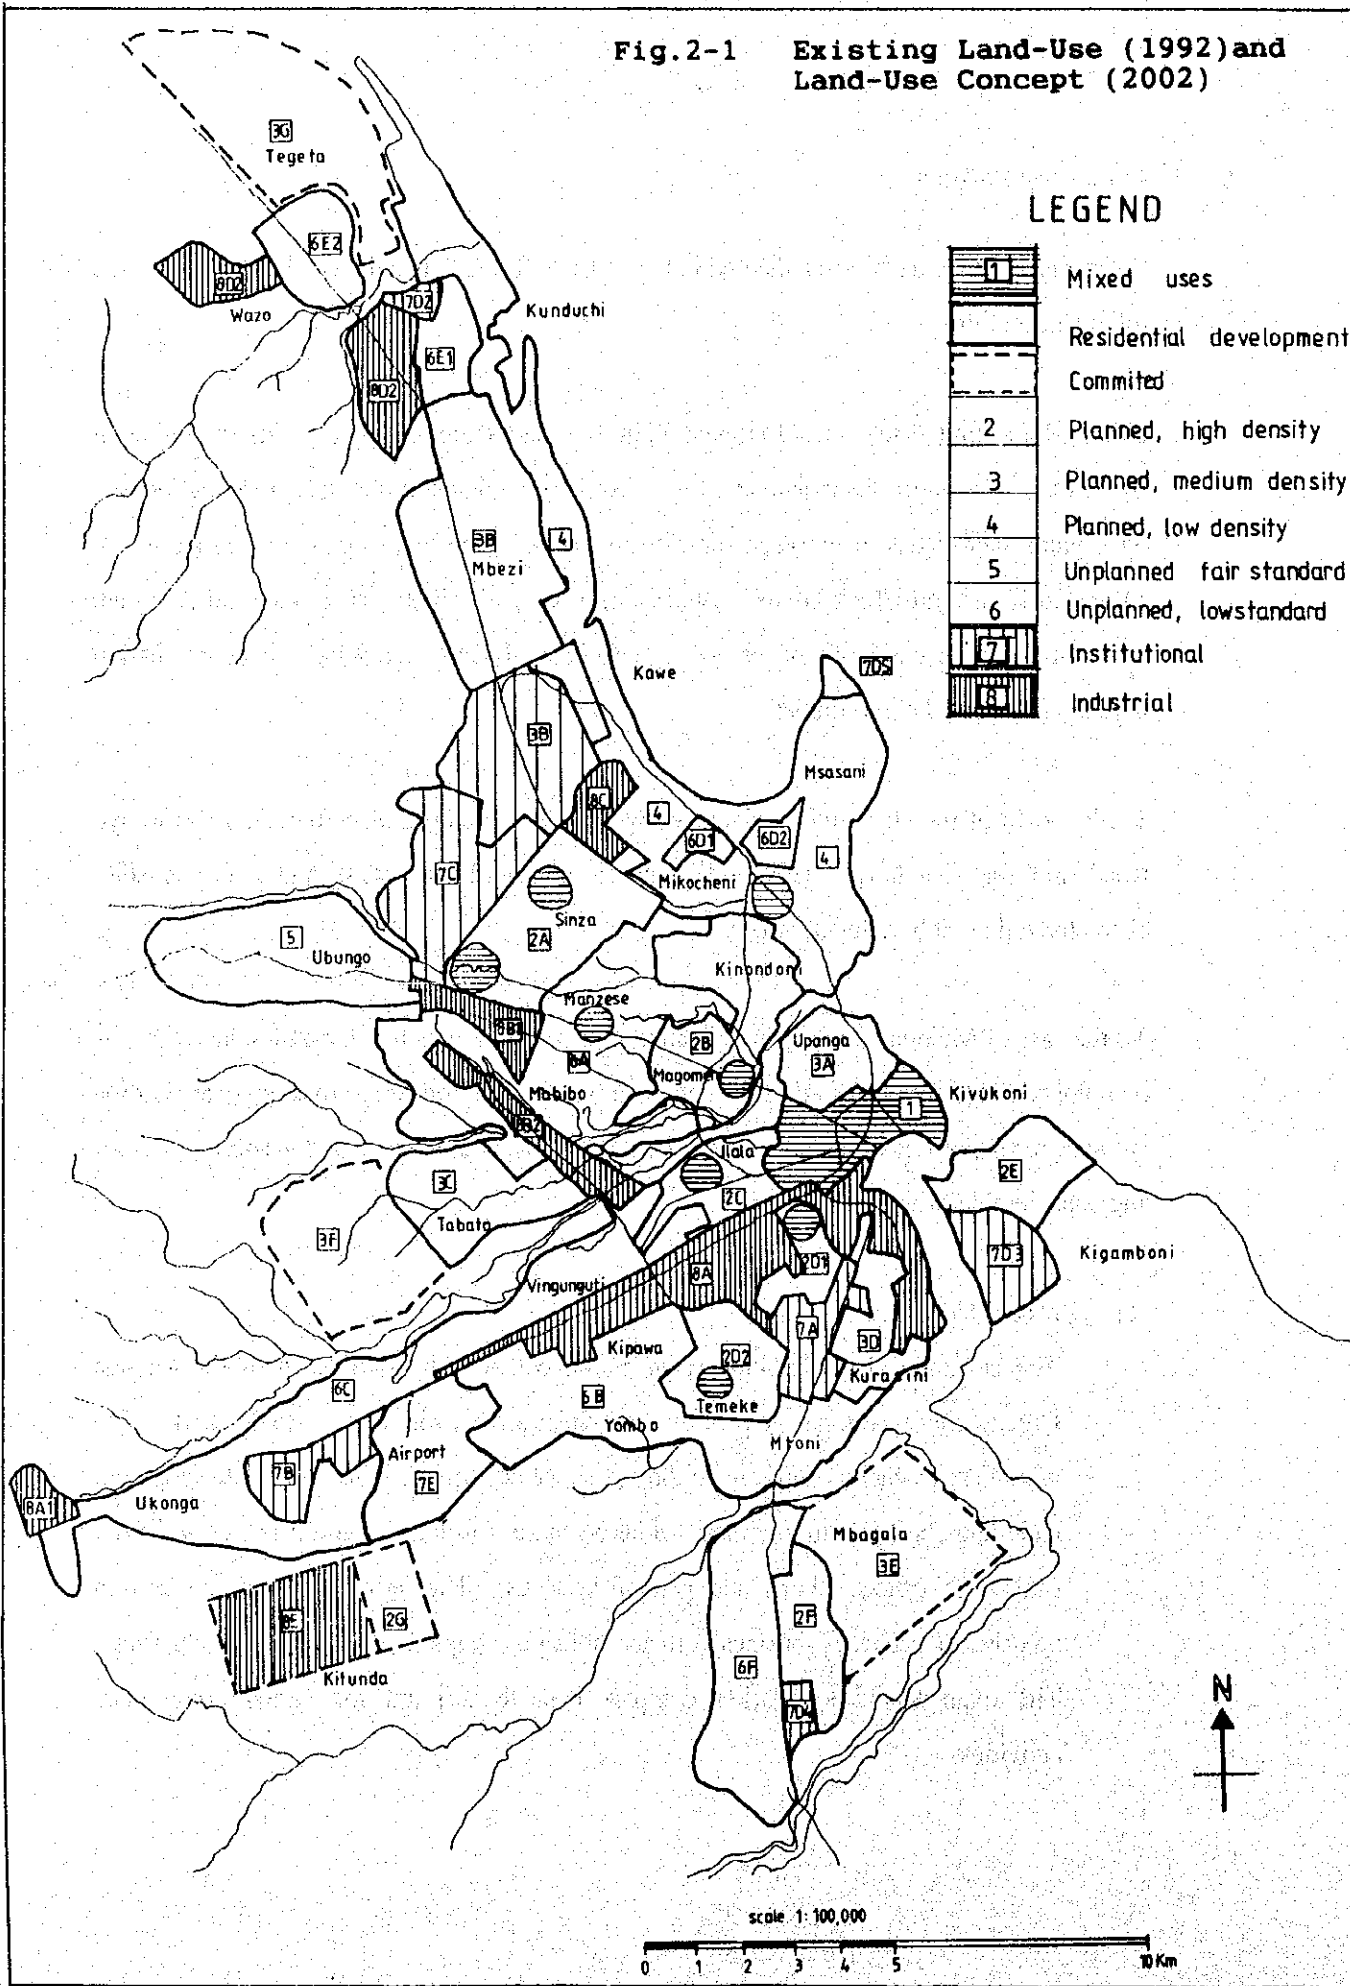 Fig.2-1 Existing Land-Use (1992)and
Land-Use Concept (2002)
LEGEND
1 Mixed uses
Residential development
Commited
2 Planned, high density
3 Planned, medium density
4 Planned, low density
5 Unplanned fair standard
6 Unplanned, lowstandard
7 Institutional
8 Industrial
3G
Tegeta
6E2
8D2
Wazo
7D2
Kunduchi
6E1
8D2
3B
Mbezi
4
Kawe
7D5
3B
Msasani
8C
4
6D1
6D2
4
7C
Mikocheni
Sinza
2A
5
Ubungo
Kinondoni
Manzese
8B1
6A
2B
Magomeni
Upanga
3A
Mabibo
1
Kivukoni
8B2
Ilala
2E
3C
2C
Tabata
3F
7D3
Kigamboni
2D1
8A
Vingunguti
7A
3D
Kipawa
2D2
Kurasini
6C
6B
Temeke
Yombo
Mtoni
Airport
7B
7E
8A1
Ukonga
Mbagala
3E
8E
2G
2F
Kitunda
6F
7D4
N
scale 1:100,000
0 1 2 3 4 5 10 Km